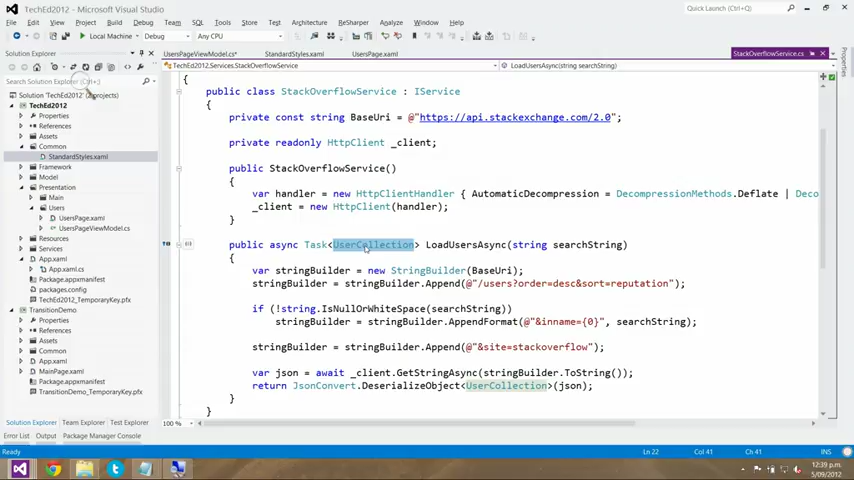 TechEd2012 - Microsoft Visual Studio
Quick Launch (Ctrl+Q)
File Edit View Project Build Debug Team SQL Tools Store Test Architecture ReSharper Analyze Window Help
Local Machine Debug Any CPU
Solution Explorer
UsersPageViewModel.cs* StandardStyles.xaml UsersPage.xaml StackOverflowService.cs
TechEd2012.Services.StackOverflowService LoadUsersAsync(string searchString)
Properties
Search Solution Explorer (Ctrl+;)
Solution 'TechEd2012' (2 projects)
TechEd2012
Properties
References
Assets
Common
StandardStyles.xaml
Framework
Model
Presentation
Main
Users
UsersPage.xaml
UsersPageViewModel.cs
Resources
Services
App.xaml
App.xaml.cs
Package.appxmanifest
packages.config
TechEd2012_TemporaryKey.pfx
TransitionDemo
Properties
References
Assets
Common
App.xaml
MainPage.xaml
Package.appxmanifest
TransitionDemo_TemporaryKey.pfx
{
public class StackOverflowService : IService
{
private const string BaseUri = @"https://api.stackexchange.com/2.0";
private readonly HttpClient _client;
public StackOverflowService()
{
var handler = new HttpClientHandler { AutomaticDecompression = DecompressionMethods.Deflate | Deco
_client = new HttpClient(handler);
}
public async Task<UserCollection> LoadUsersAsync(string searchString)
{
var stringBuilder = new StringBuilder(BaseUri);
stringBuilder = stringBuilder.Append(@"/users?order=desc&sort=reputation");
if (!string.IsNullOrWhiteSpace(searchString))
stringBuilder = stringBuilder.AppendFormat(@"&inname={0}", searchString);
stringBuilder = stringBuilder.Append(@"&site=stackoverflow");
var json = await _client.GetStringAsync(stringBuilder.ToString());
return JsonConvert.DeserializeObject<UserCollection>(json);
}
}
100 %
Solution Explorer Team Explorer Test Explorer
Error List Output Package Manager Console
Ready Ln 22 Col 41 Ch 41 INS
12:39 p.m.
5/09/2012